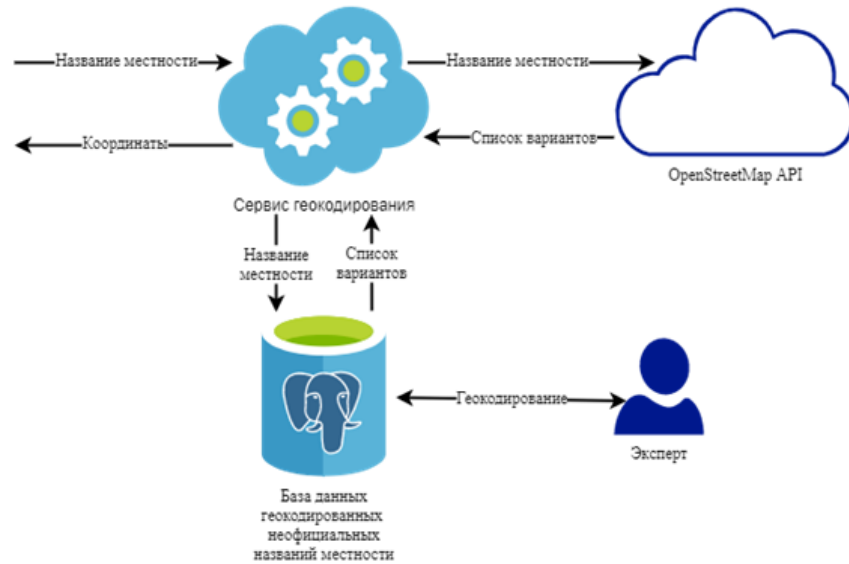 Название местности
Название местности
Координаты
Список вариантов
OpenStreetMap API
Сервис геокодирования
Название
местности
Список
вариантов
Геокодирование
Эксперт
База данных
геокодированных
неофициальных
названий местности